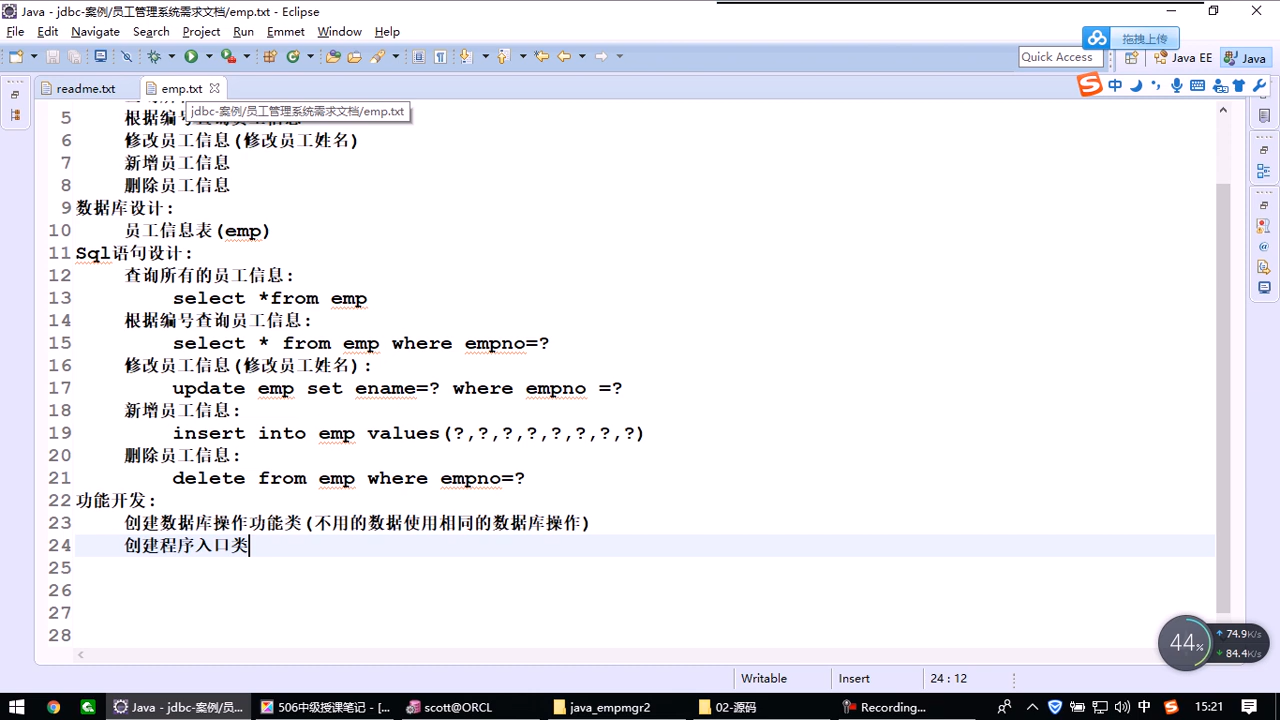 Java - jdbc-案例/员工管理系统需求文档/emp.txt - Eclipse
File Edit Navigate Search Project Run Emmet Window Help
拖拽上传
Quick Access
Java EE
Java
readme.txt
emp.txt
中
jdbc-案例/员工管理系统需求文档/emp.txt
5 根据编号查询员工信息
6 修改员工信息(修改员工姓名)
7 新增员工信息
8 删除员工信息
9 数据库设计:
10 员工信息表(emp)
11 Sql语句设计:
12 查询所有的员工信息:
13 select *from emp
14 根据编号查询员工信息:
15 select * from emp where empno=?
16 修改员工信息(修改员工姓名):
17 update emp set ename=? where empno =?
18 新增员工信息:
19 insert into emp values(?,?,?,?,?,?,?,?)
20 删除员工信息:
21 delete from emp where empno=?
22 功能开发:
23 创建数据库操作功能类(不用的数据使用相同的数据库操作)
24 创建程序入口类
25
26
27
28
44%
74.9K/s
84.4K/s
Writable Insert 24 : 12
Java - jdbc-案例/员...
506中级授课笔记 - [...
scott@ORCL
java_empmgr2
02-源码
Recording...
中
15:21